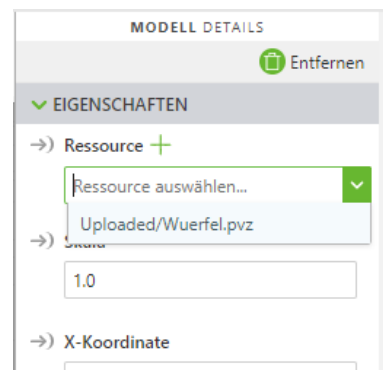 MODELL DETAILS
Entfernen
EIGENSCHAFTEN
Ressource
Ressource auswählen...
Uploaded/Wuerfel.pvz
1.0
X-Koordinate